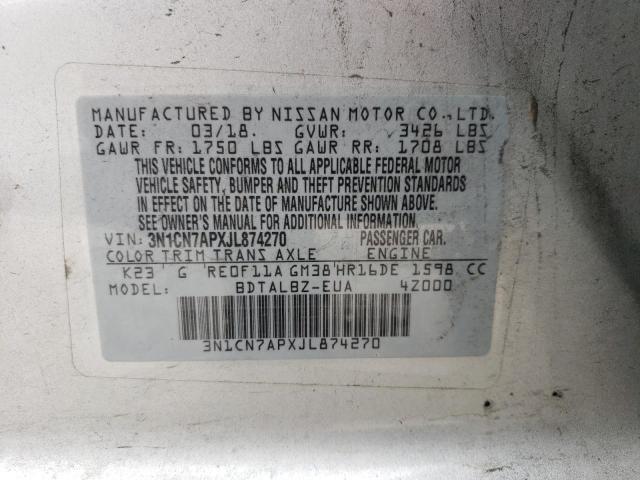 MANUFACTURED BY NISSAN MOTOR CO., LTD.
DATE: 03/18. GVWR: 3426 LBS
GAWR FR: 1750 LBS GAWR RR: 1708 LBS
THIS VEHICLE CONFORMS TO ALL APPLICABLE FEDERAL MOTOR
VEHICLE SAFETY, BUMPER AND THEFT PREVENTION STANDARDS
IN EFFECT ON THE DATE OF MANUFACTURE SHOWN ABOVE.
SEE OWNER'S MANUAL FOR ADDITIONAL INFORMATION.
VIN: 3N1CN7APXJL874270 PASSENGER CAR.
COLOR TRIM TRANS AXLE ENGINE
K23 G RE0F11A GM38 HR16DE 1598 CC
MODEL: BDTALBZ-EUA 4Z000
3N1CN7APXJL874270